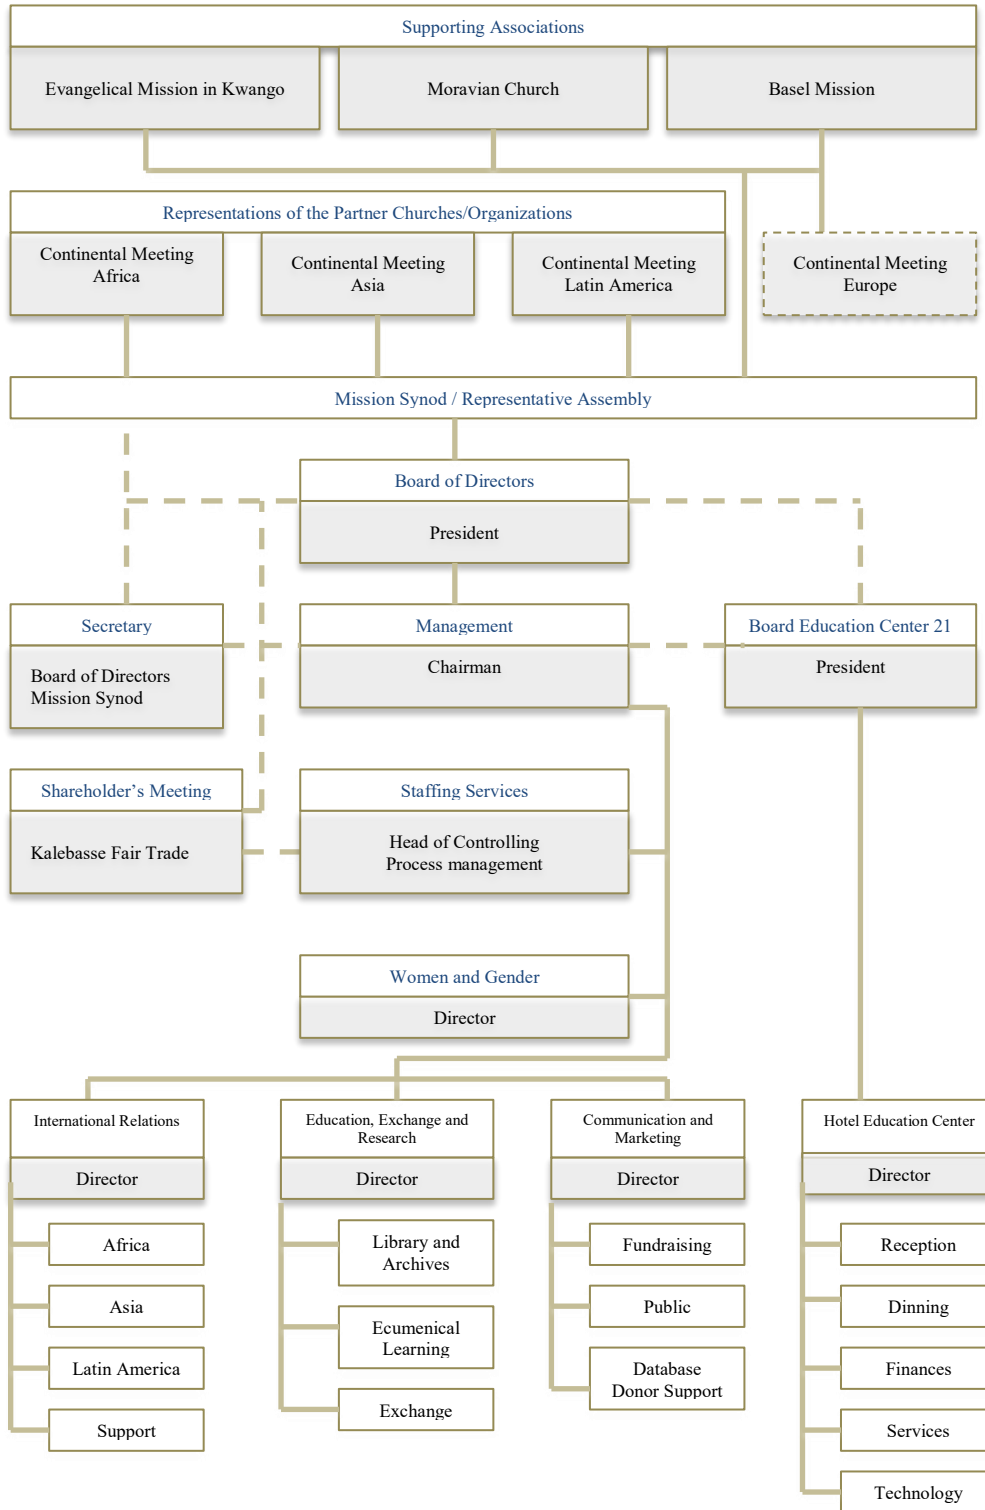 Supporting Associations
Evangelical Mission in Kwango
Moravian Church
Basel Mission
Representations of the Partner Churches/Organizations
Continental Meeting
Africa
Continental Meeting
Asia
Continental Meeting
Latin America
Continental Meeting
Europe
Mission Synod / Representative Assembly
Board of Directors
President
Secretary
Board of Directors
Mission Synod
Management
Chairman
Board Education Center 21
President
Shareholder’s Meeting
Kalebasse Fair Trade
Staffing Services
Head of Controlling
Process management
Women and Gender
Director
International Relations
Director
Africa
Asia
Latin America
Support
Education, Exchange and
Research
Director
Library and
Archives
Ecumenical
Learning
Exchange
Communication and
Marketing
Director
Fundraising
Public
Database
Donor Support
Hotel Education Center
Director
Reception
Dinning
Finances
Services
Technology